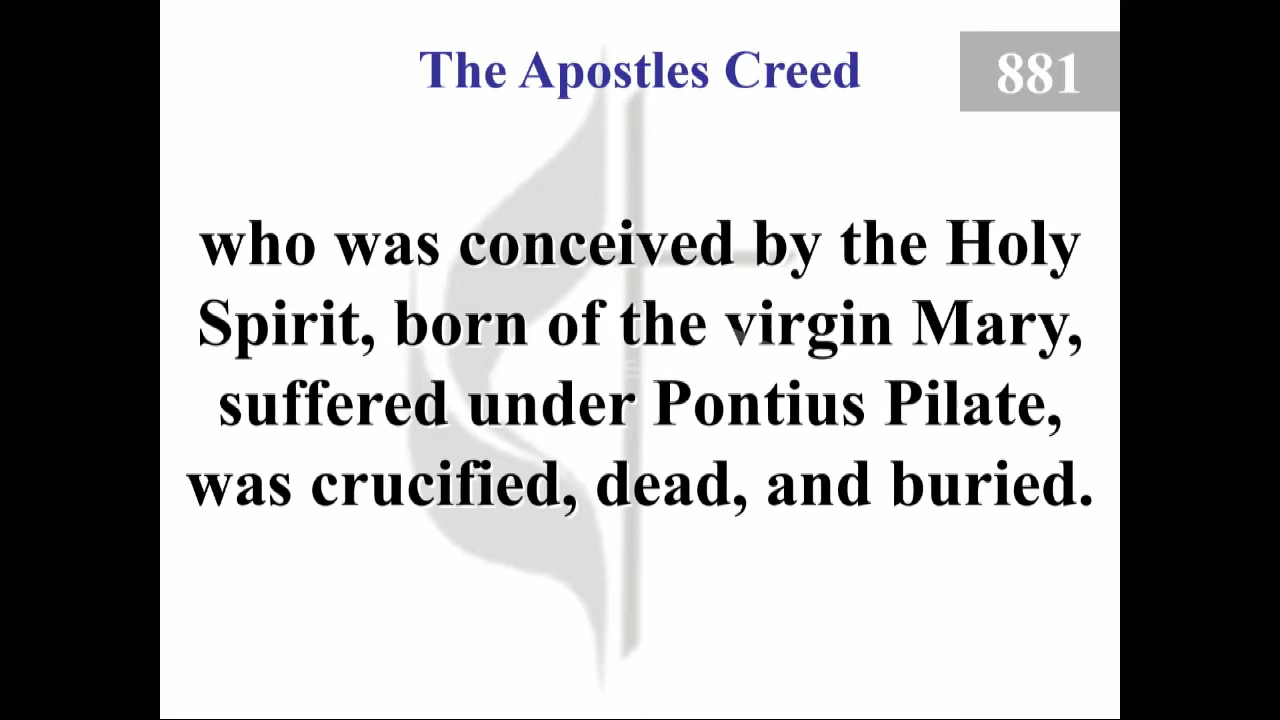 The Apostles Creed
881
who was conceived by the Holy
Spirit, born of the virgin Mary,
suffered under Pontius Pilate,
was crucified, dead, and buried.